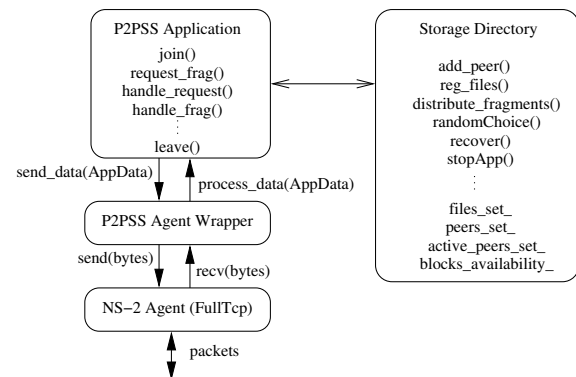 P2PSS Application
join()
request_frag()
handle_request()
handle_frag()
leave()
send_data(AppData)
process_data(AppData)
P2PSS Agent Wrapper
send(bytes)
recv(bytes)
NS−2 Agent (FullTcp)
packets
Storage Directory
add_peer()
reg_files()
distribute_fragments()
randomChoice()
recover()
stopApp()
files_set_
peers_set_
active_peers_set_
blocks_availability_